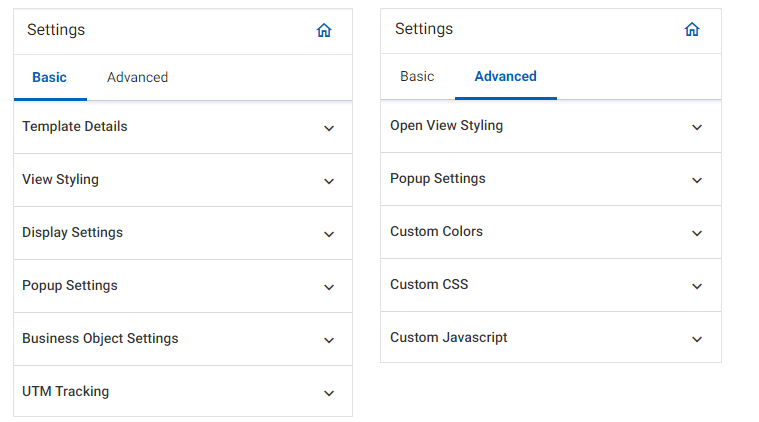 Settings
Basic Advanced
Template Details
View Styling
Display Settings
Popup Settings
Business Object Settings
UTM Tracking
Settings
Basic Advanced
Open View Styling
Popup Settings
Custom Colors
Custom CSS
Custom Javascript